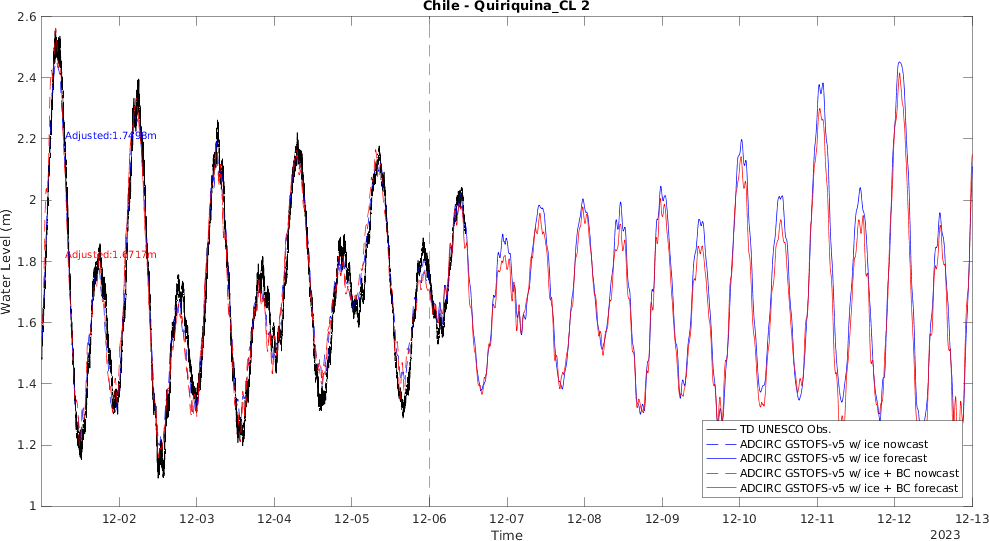 Chile - Quiriquina_CL 2
2.6
2.4
2.2
2
1.8
1.6
1.4
1.2
1
Water Level (m)
Adjusted:1.7498m
Adjusted:1.6717m
TD UNESCO Obs.
ADCIRC GSTOFS-v5 w/ ice nowcast
ADCIRC GSTOFS-v5 w/ ice forecast
ADCIRC GSTOFS-v5 w/ ice + BC nowcast
ADCIRC GSTOFS-v5 w/ ice + BC forecast
12-02 12-03 12-04 12-05 12-06 12-07 12-08 12-09 12-10 12-11 12-12 12-13
Time
2023